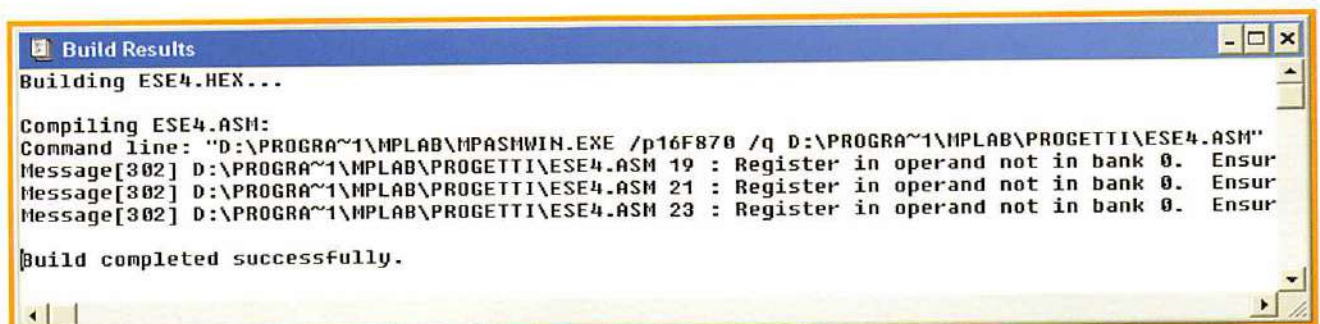 Build Results
Building ESE4.HEX...
Compiling ESE4.ASM:
Command line: "D:\PROGRA~1\MPLAB\MPASMWIN.EXE /p16F870 /q D:\PROGRA~1\MPLAB\PROGETTI\ESE4.ASM"
Message[302] D:\PROGRA~1\MPLAB\PROGETTI\ESE4.ASM 19 : Register in operand not in bank 0.  Ensur
Message[302] D:\PROGRA~1\MPLAB\PROGETTI\ESE4.ASM 21 : Register in operand not in bank 0.  Ensur
Message[302] D:\PROGRA~1\MPLAB\PROGETTI\ESE4.ASM 23 : Register in operand not in bank 0.  Ensur
Build completed successfully.